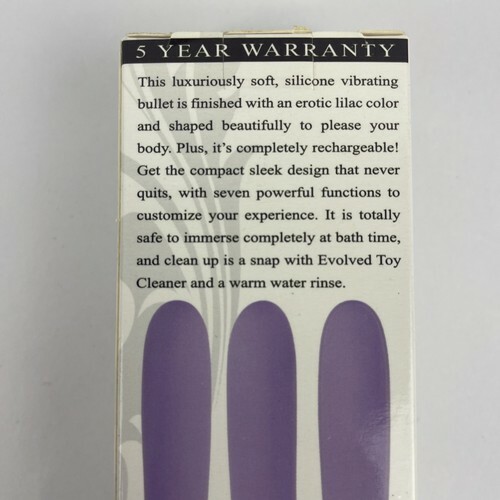 5 YEAR WARRANTY
This luxuriously soft, silicone vibrating
bullet is finished with an erotic lilac color
and shaped beautifully to please your
body. Plus, it's completely rechargeable!
Get the compact sleek design that never
quits, with seven powerful functions to
customize your experience. It is totally
safe to immerse completely at bath time,
and clean up is a snap with Evolved Toy
Cleaner and a warm water rinse.